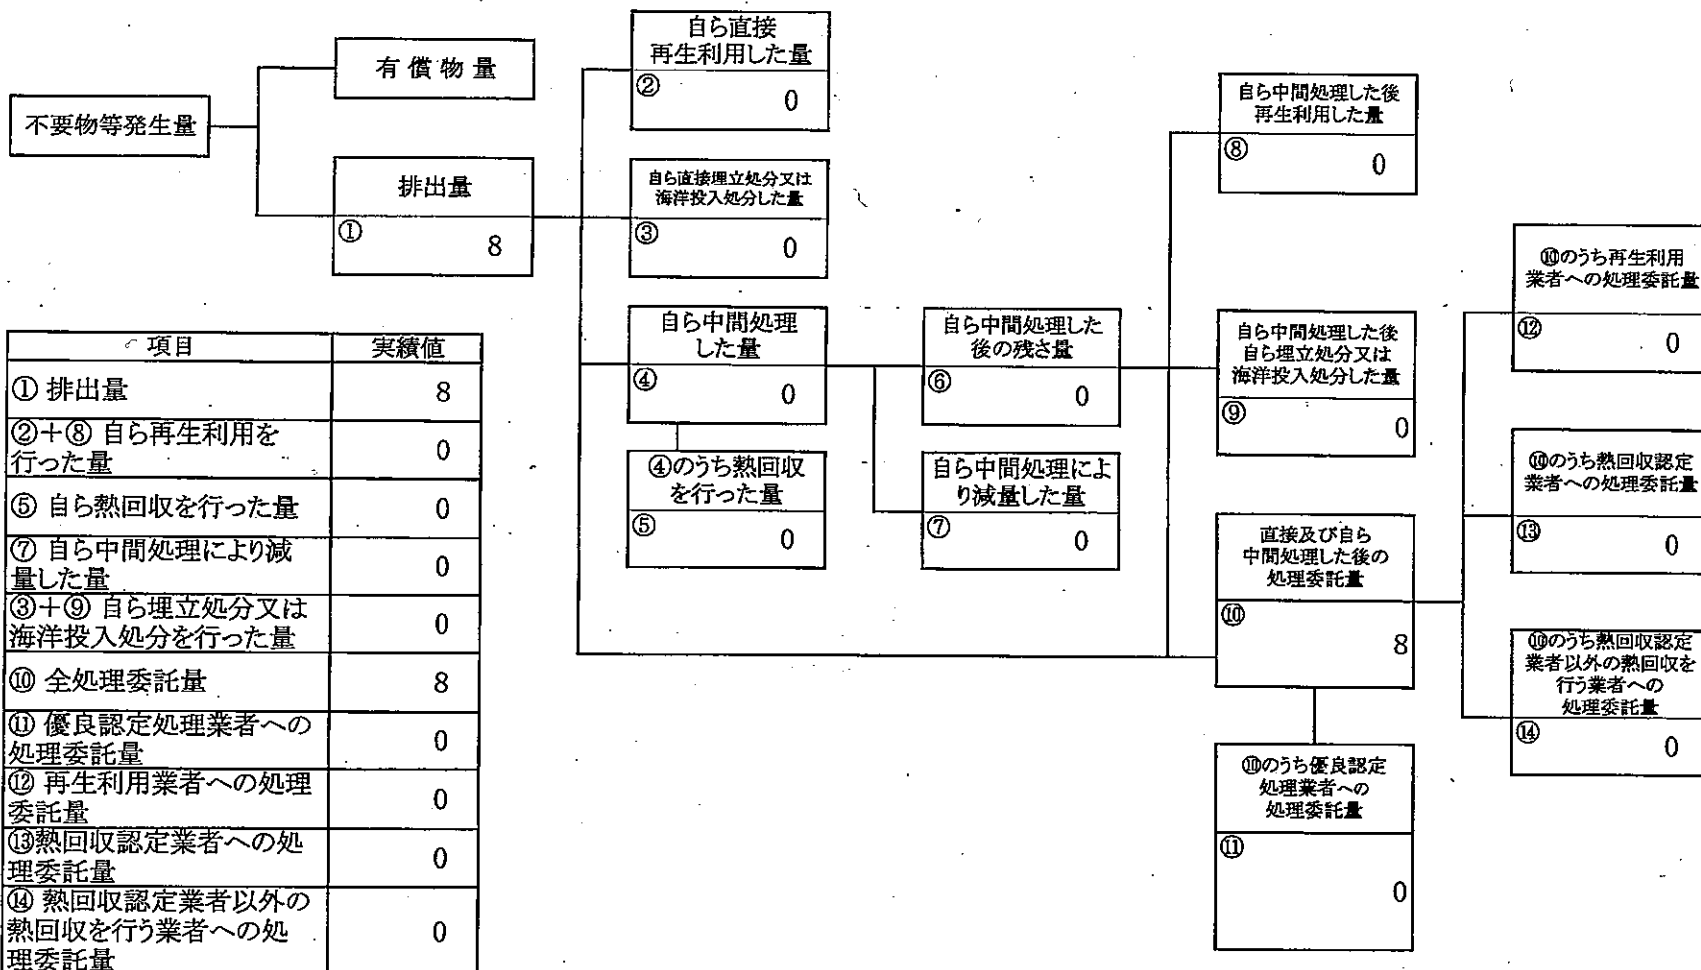 不要物等発生量
有償物量
排出量
① 8
自ら直接
再生利用した量
② 0
自ら直接埋立処分又は
海洋投入処分した量
③ 0
自ら中間処理
した量
④ 0
④のうち熱回収
を行った量
⑤ 0
自ら中間処理した
後の残さ量
⑥ 0
自ら中間処理によ
り減量した量
⑦ 0
自ら中間処理した後
再生利用した量
⑧ 0
自ら中間処理した後
自ら埋立処分又は
海洋投入処分した量
⑨ 0
直接及び自ら
中間処理した後の
処理委託量
⑩ 8
⑩のうち優良認定
処理業者への
処理委託量
⑪ 0
⑩のうち再生利用
業者への処理委託量
⑫ 0
⑩のうち熱回収認定
業者への処理委託量
⑬ 0
⑩のうち熱回収認定
業者以外の熱回収を
行う業者への
処理委託量
⑭ 0
項目 実績値
① 排出量 8
②+⑧ 自ら再生利用を
行った量 0
⑤ 自ら熱回収を行った量 0
⑦ 自ら中間処理により減
量した量 0
③+⑨ 自ら埋立処分又は
海洋投入処分を行った量 0
⑩ 全処理委託量 8
⑪ 優良認定処理業者への
処理委託量 0
⑫ 再生利用業者への処理
委託量 0
⑬熱回収認定業者への処
理委託量 0
⑭ 熱回収認定業者以外の
熱回収を行う業者への処
理委託量 0